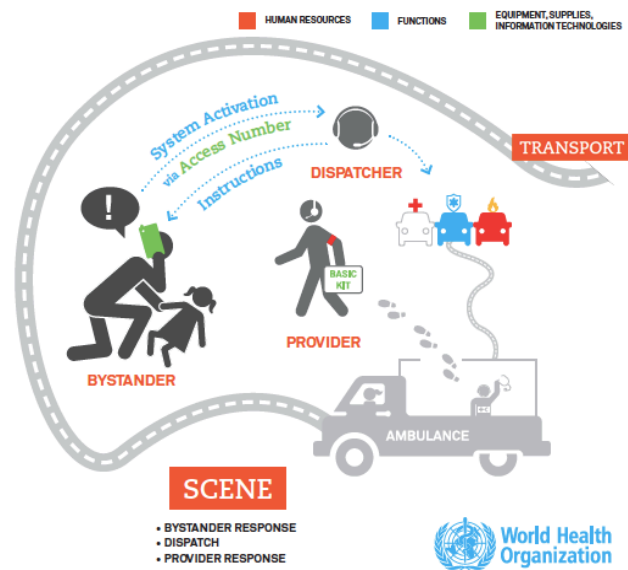 HUMAN RESOURCES
FUNCTIONS
EQUIPMENT, SUPPLIES,
INFORMATION TECHNOLOGIES
TRANSPORT
System Activation
via Access Number
Instructions
DISPATCHER
!
BASIC
KIT
PROVIDER
BYSTANDER
AMBULANCE
SCENE
• BYSTANDER RESPONSE
• DISPATCH
• PROVIDER RESPONSE
World Health
Organization